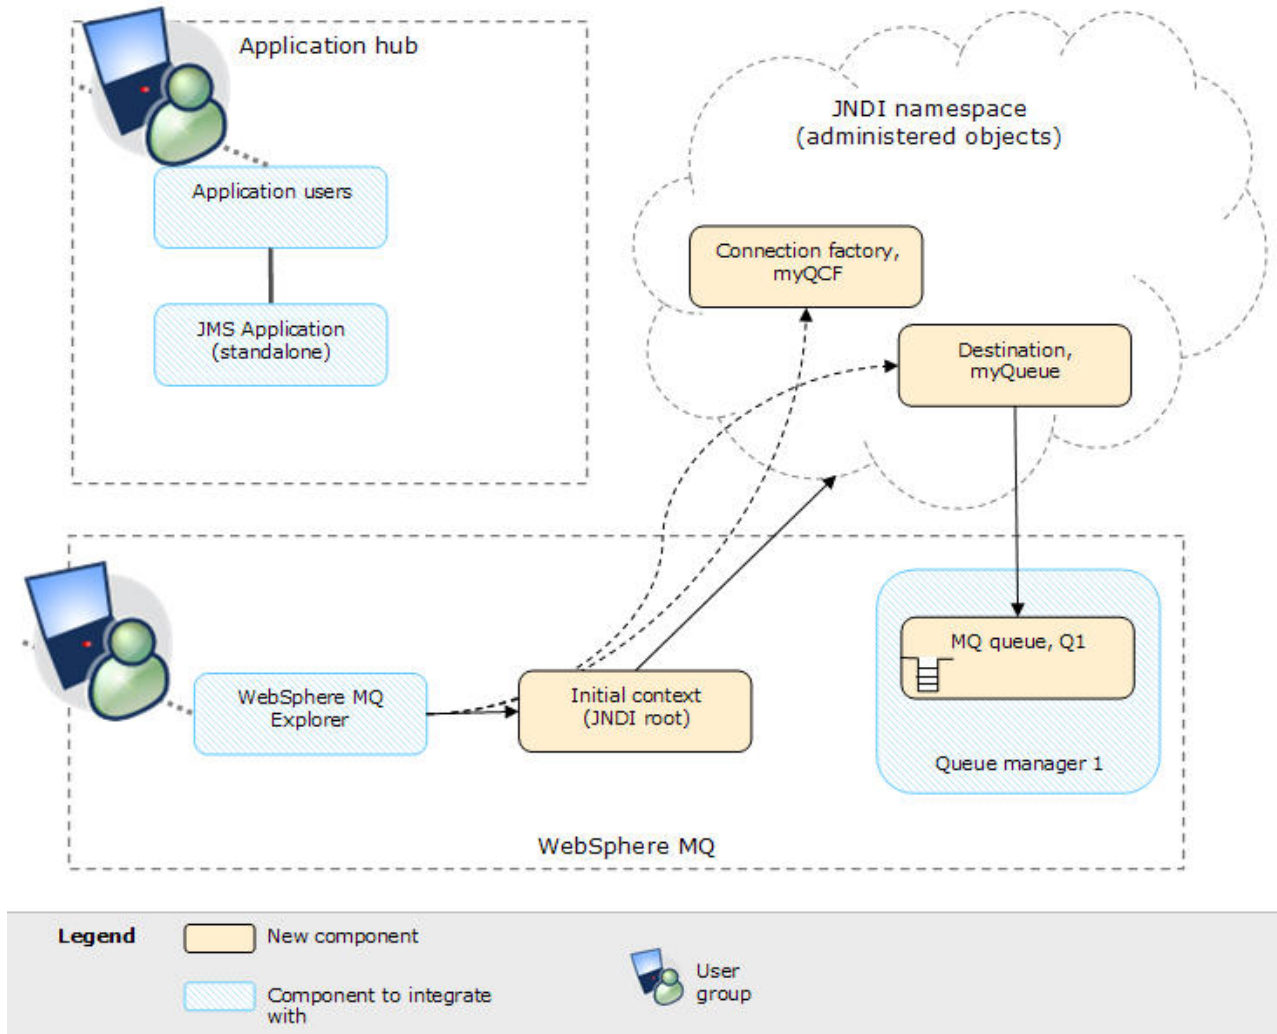 Application hub
Application users
JMS Application
(standalone)
JNDI namespace
(administered objects)
Connection factory,
myQCF
Destination,
myQueue
WebSphere MQ
Explorer
Initial context
(JNDI root)
MQ queue, Q1
Queue manager 1
WebSphere MQ
Legend
New component
Component to integrate
with
User
group